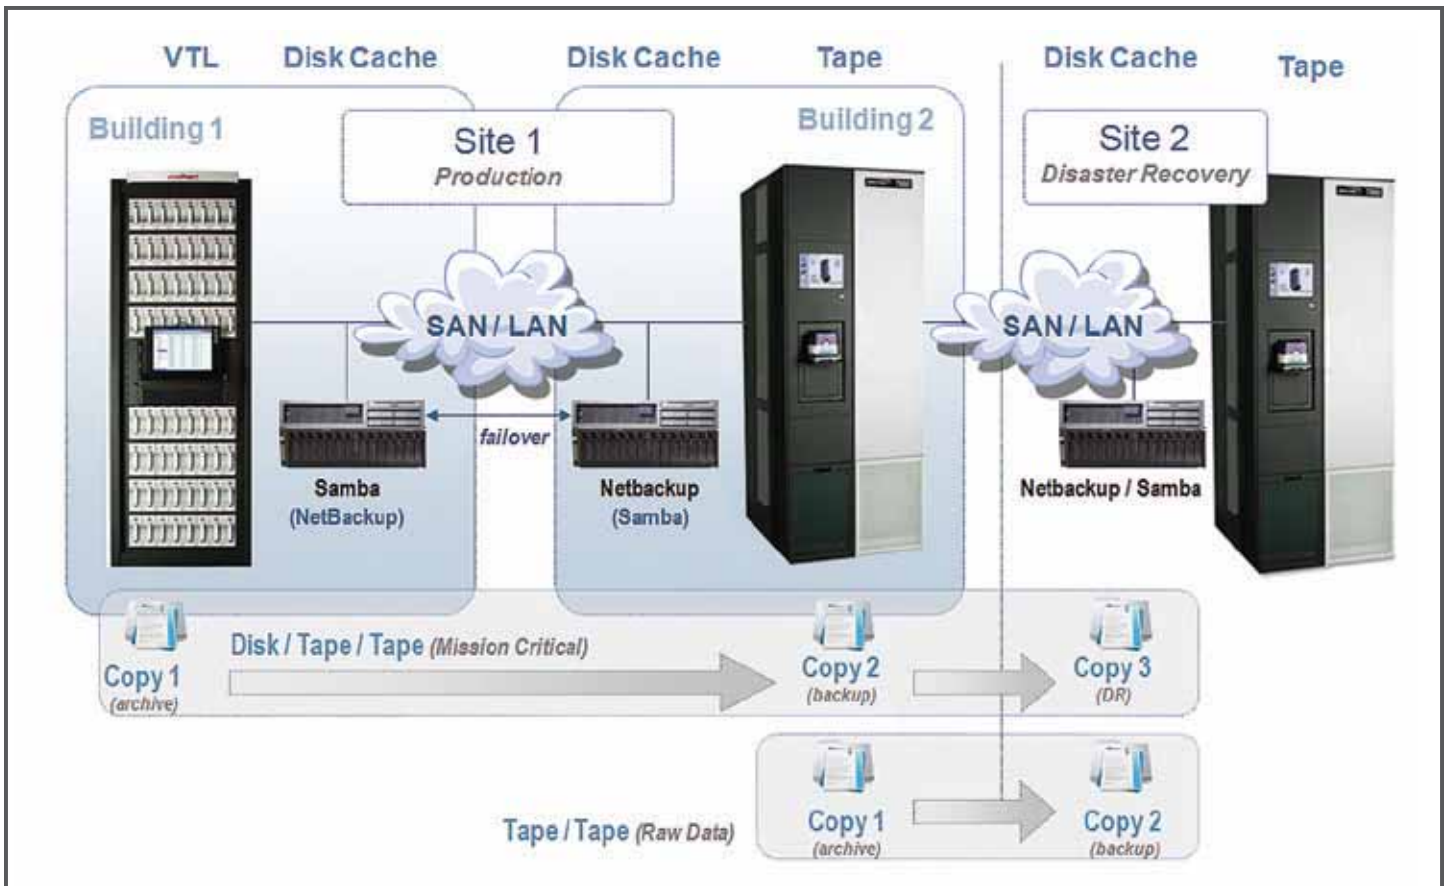 VTL
Disk Cache
Disk Cache
Tape
Disk Cache
Tape
Building 1
Site 1
Production
Building 2
Site 2
Disaster Recovery
SAN / LAN
SAN / LAN
failover
Samba
(NetBackup)
Netbackup
(Samba)
Netbackup / Samba
Disk / Tape / Tape (Mission Critical)
Copy 1
(archive)
Copy 2
(backup)
Copy 3
(DR)
Tape / Tape (Raw Data)
Copy 1
(archive)
Copy 2
(backup)